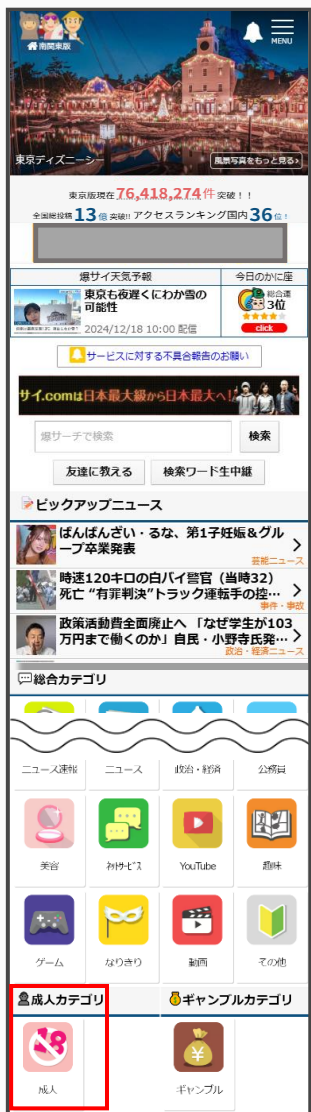 南関東版
MENU
東京ディズニーシー
風景写真をもっと見る›
東京版現在76,418,274件突破！！
全国総投稿13億突破!! アクセスランキング国内36位！
爆サイ天気予報
今日のかに座
東京も夜遅くにわか雪の
可能性
2024/12/18 10:00 配信
総合運
3位
click
サービスに対する不具合報告のお願い
サイ.comは日本最大級から日本最大へ!!
爆サーチで検索
検索
友達に教える
検索ワード生中継
ピックアップニュース
ばんばんざい・るな、第1子妊娠&グル
ープ卒業発表
芸能ニュース
時速120キロの白バイ警官（当時32）
死亡 “有罪判決”トラック運転手の控…
事件・事故
政策活動費全面廃止へ 「なぜ学生が103
万円まで働くのか」自民・小野寺氏発…
政治・経済ニュース
総合カテゴリ
ニュース速報
ニュース
政治・経済
公務員
美容
ﾈｯﾄｻｰﾋﾞｽ
YouTube
趣味
ゲーム
なりきり
動画
その他
成人カテゴリ
ギャンブルカテゴリ
18
¥
成人
ギャンブル